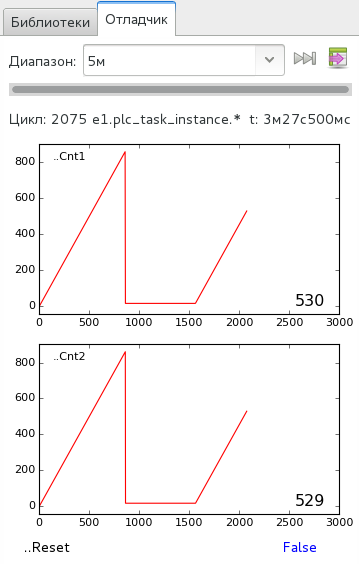 Библиотеки Отладчик
Диапазон: 5м
Цикл: 2075 e1.plc_task_instance.* t: 3м27с500мс
..Cnt1
800
600
400
200
0
530
0 500 1000 1500 2000 2500 3000
..Cnt2
800
600
400
200
0
529
0 500 1000 1500 2000 2500 3000
..Reset False